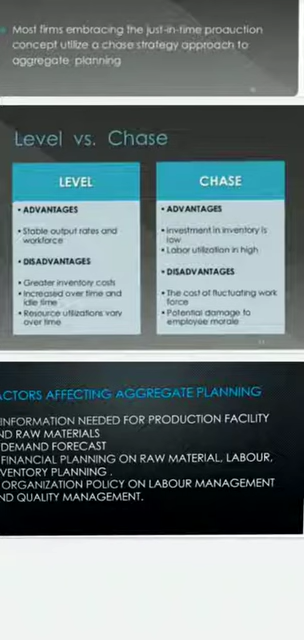 Most firms embracing the just-in-time production
concept utilize a chase strategy approach to
aggregate planning
Level vs. Chase
LEVEL
• ADVANTAGES
• Stable output rates and
workforce
• DISADVANTAGES
• Greater inventory costs
• Increased over time and
idle time
• Resource utilizations vary
over time
CHASE
• ADVANTAGES
• Investment in inventory is
low
• Labor utilization in high
• DISADVANTAGES
• The cost of fluctuating work
force
• Potential damage to
employee morale
ACTORS AFFECTING AGGREGATE PLANNING
INFORMATION NEEDED FOR PRODUCTION FACILITY
ND RAW MATERIALS
DEMAND FORECAST
FINANCIAL PLANNING ON RAW MATERIAL, LABOUR,
VENTORY PLANNING .
ORGANIZATION POLICY ON LABOUR MANAGEMENT
ND QUALITY MANAGEMENT.